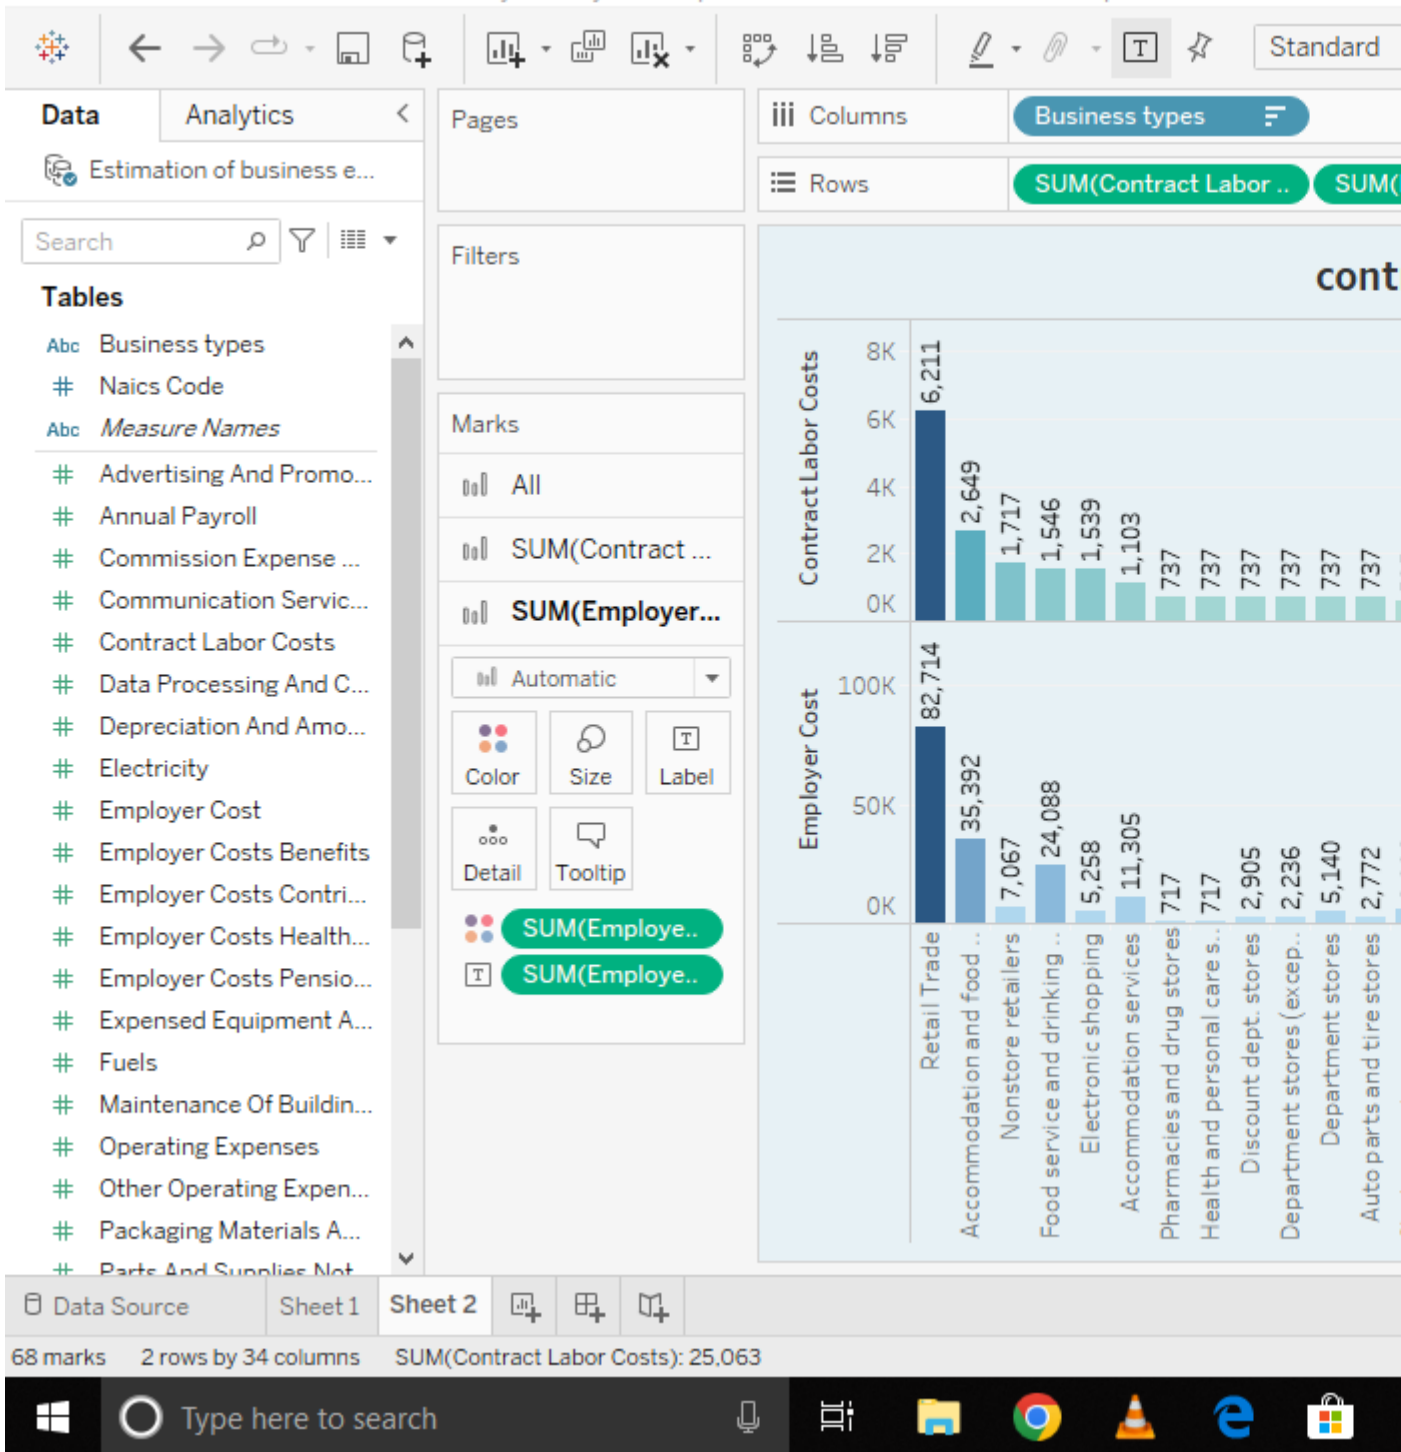 Standard
Data
Analytics
Pages
Columns
Business types
Estimation of business e...
Rows
SUM(Contract Labor ..
SUM(
Search
Filters
Tables
Abc Business types
# Naics Code
Abc Measure Names
# Advertising And Promo...
# Annual Payroll
# Commission Expense ...
# Communication Servic...
# Contract Labor Costs
# Data Processing And C...
# Depreciation And Amo...
# Electricity
# Employer Cost
# Employer Costs Benefits
# Employer Costs Contri...
# Employer Costs Health...
# Employer Costs Pensio...
# Expensed Equipment A...
# Fuels
# Maintenance Of Buildin...
# Operating Expenses
# Other Operating Expen...
# Packaging Materials A...
# Parts And Supplies Not
Marks
All
SUM(Contract ...
SUM(Employer...
Automatic
Color
Size
T
Label
Detail
Tooltip
SUM(Employe..
T SUM(Employe..
cont
Contract Labor Costs
8K
6K
4K
2K
0K
6,211
2,649
1,717
1,546
1,539
1,103
737
737
737
737
737
737
Employer Cost
100K
50K
0K
82,714
35,392
7,067
24,088
5,258
11,305
717
717
2,905
2,236
5,140
2,772
Retail Trade
Accommodation and food ..
Nonstore retailers
Food service and drinking ..
Electronic shopping
Accommodation services
Pharmacies and drug stores
Health and personal care s..
Discount dept. stores
Department stores (excep..
Department stores
Auto parts and tire stores
Data Source
Sheet 1
Sheet 2
68 marks
2 rows by 34 columns
SUM(Contract Labor Costs): 25,063
Type here to search